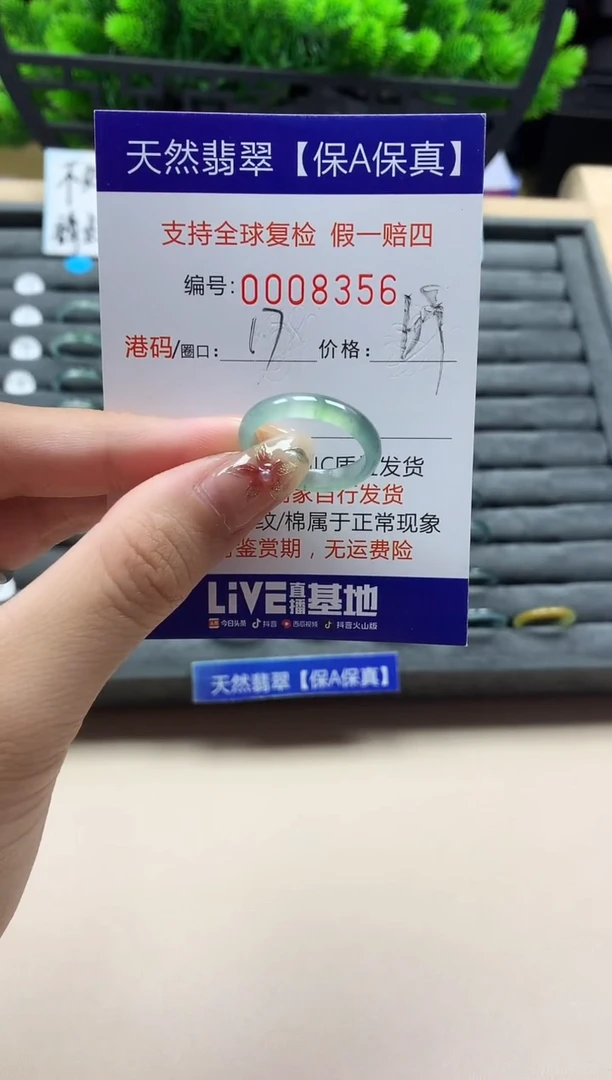 天然翡翠【保A保真】
支持全球复检 假一赔四
编号:0008356
港码/圈口: 17 价格:
发货
家自行发货
纹/棉属于正常现象
鉴赏期，无运费险
LiVE直播基地
今日头条 抖音 西瓜视频 抖音火山版
天然翡翠【保A保真】